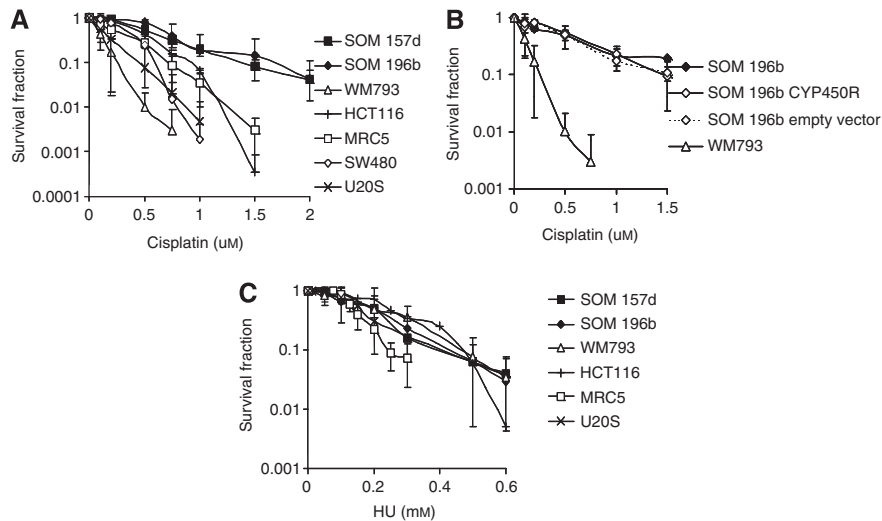 A
Survival fraction
1
0.1
0.01
0.001
0.0001
0 0.5 1 1.5 2
Cisplatin (uM)
SOM 157d
SOM 196b
WM793
HCT116
MRC5
SW480
U20S
B
Survival fraction
1
0.1
0.01
0.001
0.0 0.5 1.0 1.5
Cisplatin (uM)
SOM 196b
SOM 196b CYP450R
SOM 196b empty vector
WM793
C
Survival fraction
1
0.1
0.01
0.001
0 0.2 0.4 0.6
HU (mM)
SOM 157d
SOM 196b
WM793
HCT116
MRC5
U20S